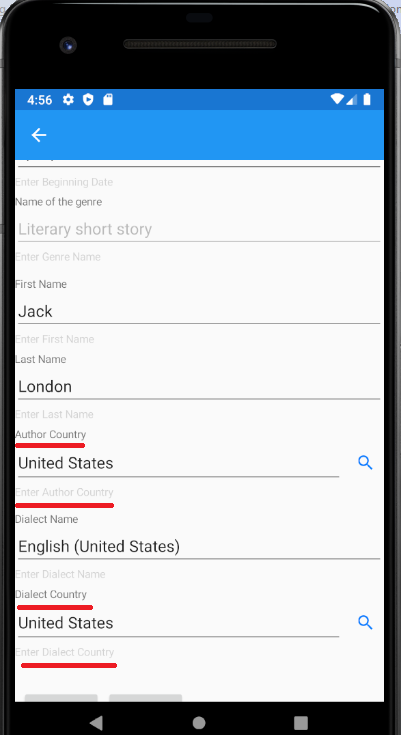 4:56
Enter Beginning Date
Name of the genre
Literary short story
Enter Genre Name
First Name
Jack
Enter First Name
Last Name
London
Enter Last Name
Author Country
United States
Enter Author Country
Dialect Name
English (United States)
Enter Dialect Name
Dialect Country
United States
Enter Dialect Country